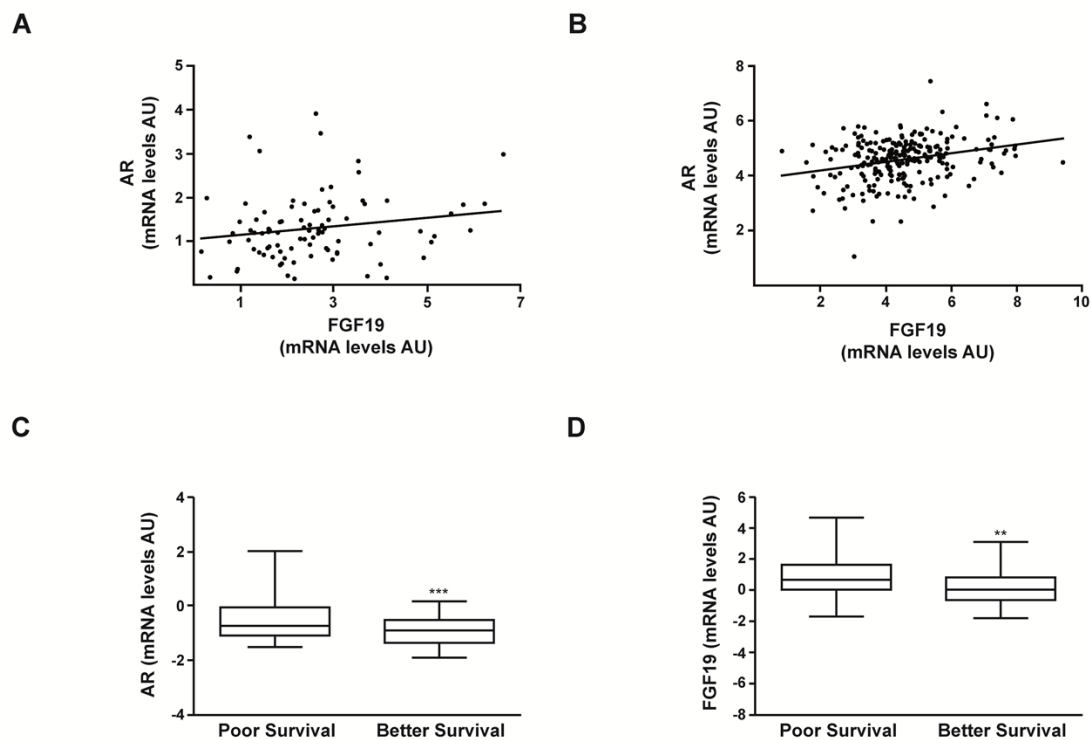 A
B
5
4
3
2
1
AR
(mRNA levels AU)
1
3
5
7
FGF19
(mRNA levels AU)
8
6
4
2
AR
(mRNA levels AU)
2
4
6
8
10
FGF19
(mRNA levels AU)
C
D
4
2
-0
-2
-4
AR (mRNA levels AU)
***
Poor Survival
Better Survival
6
4
2
0
-2
-4
-6
-8
FGF19 (mRNA levels AU)
**
Poor Survival
Better Survival